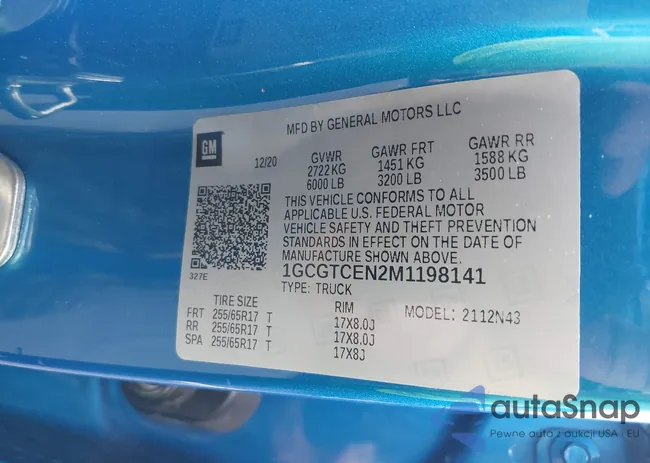 MFD BY GENERAL MOTORS LLC
GM
12/20 GVWR GAWR FRT GAWR RR
2722 KG 1451 KG 1588 KG
6000 LB 3200 LB 3500 LB
THIS VEHICLE CONFORMS TO ALL
APPLICABLE U.S. FEDERAL MOTOR
VEHICLE SAFETY AND THEFT PREVENTION
STANDARDS IN EFFECT ON THE DATE OF
MANUFACTURE SHOWN ABOVE.
327E
1GCGTCEN2M1198141
TYPE: TRUCK
TIRE SIZE RIM MODEL: 2112N43
FRT 255/65R17 T 17X8.0J
RR 255/65R17 T 17X8.0J
SPA 255/65R17 T 17X8J
autaSnap
Pewne auta z aukcji USA i EU